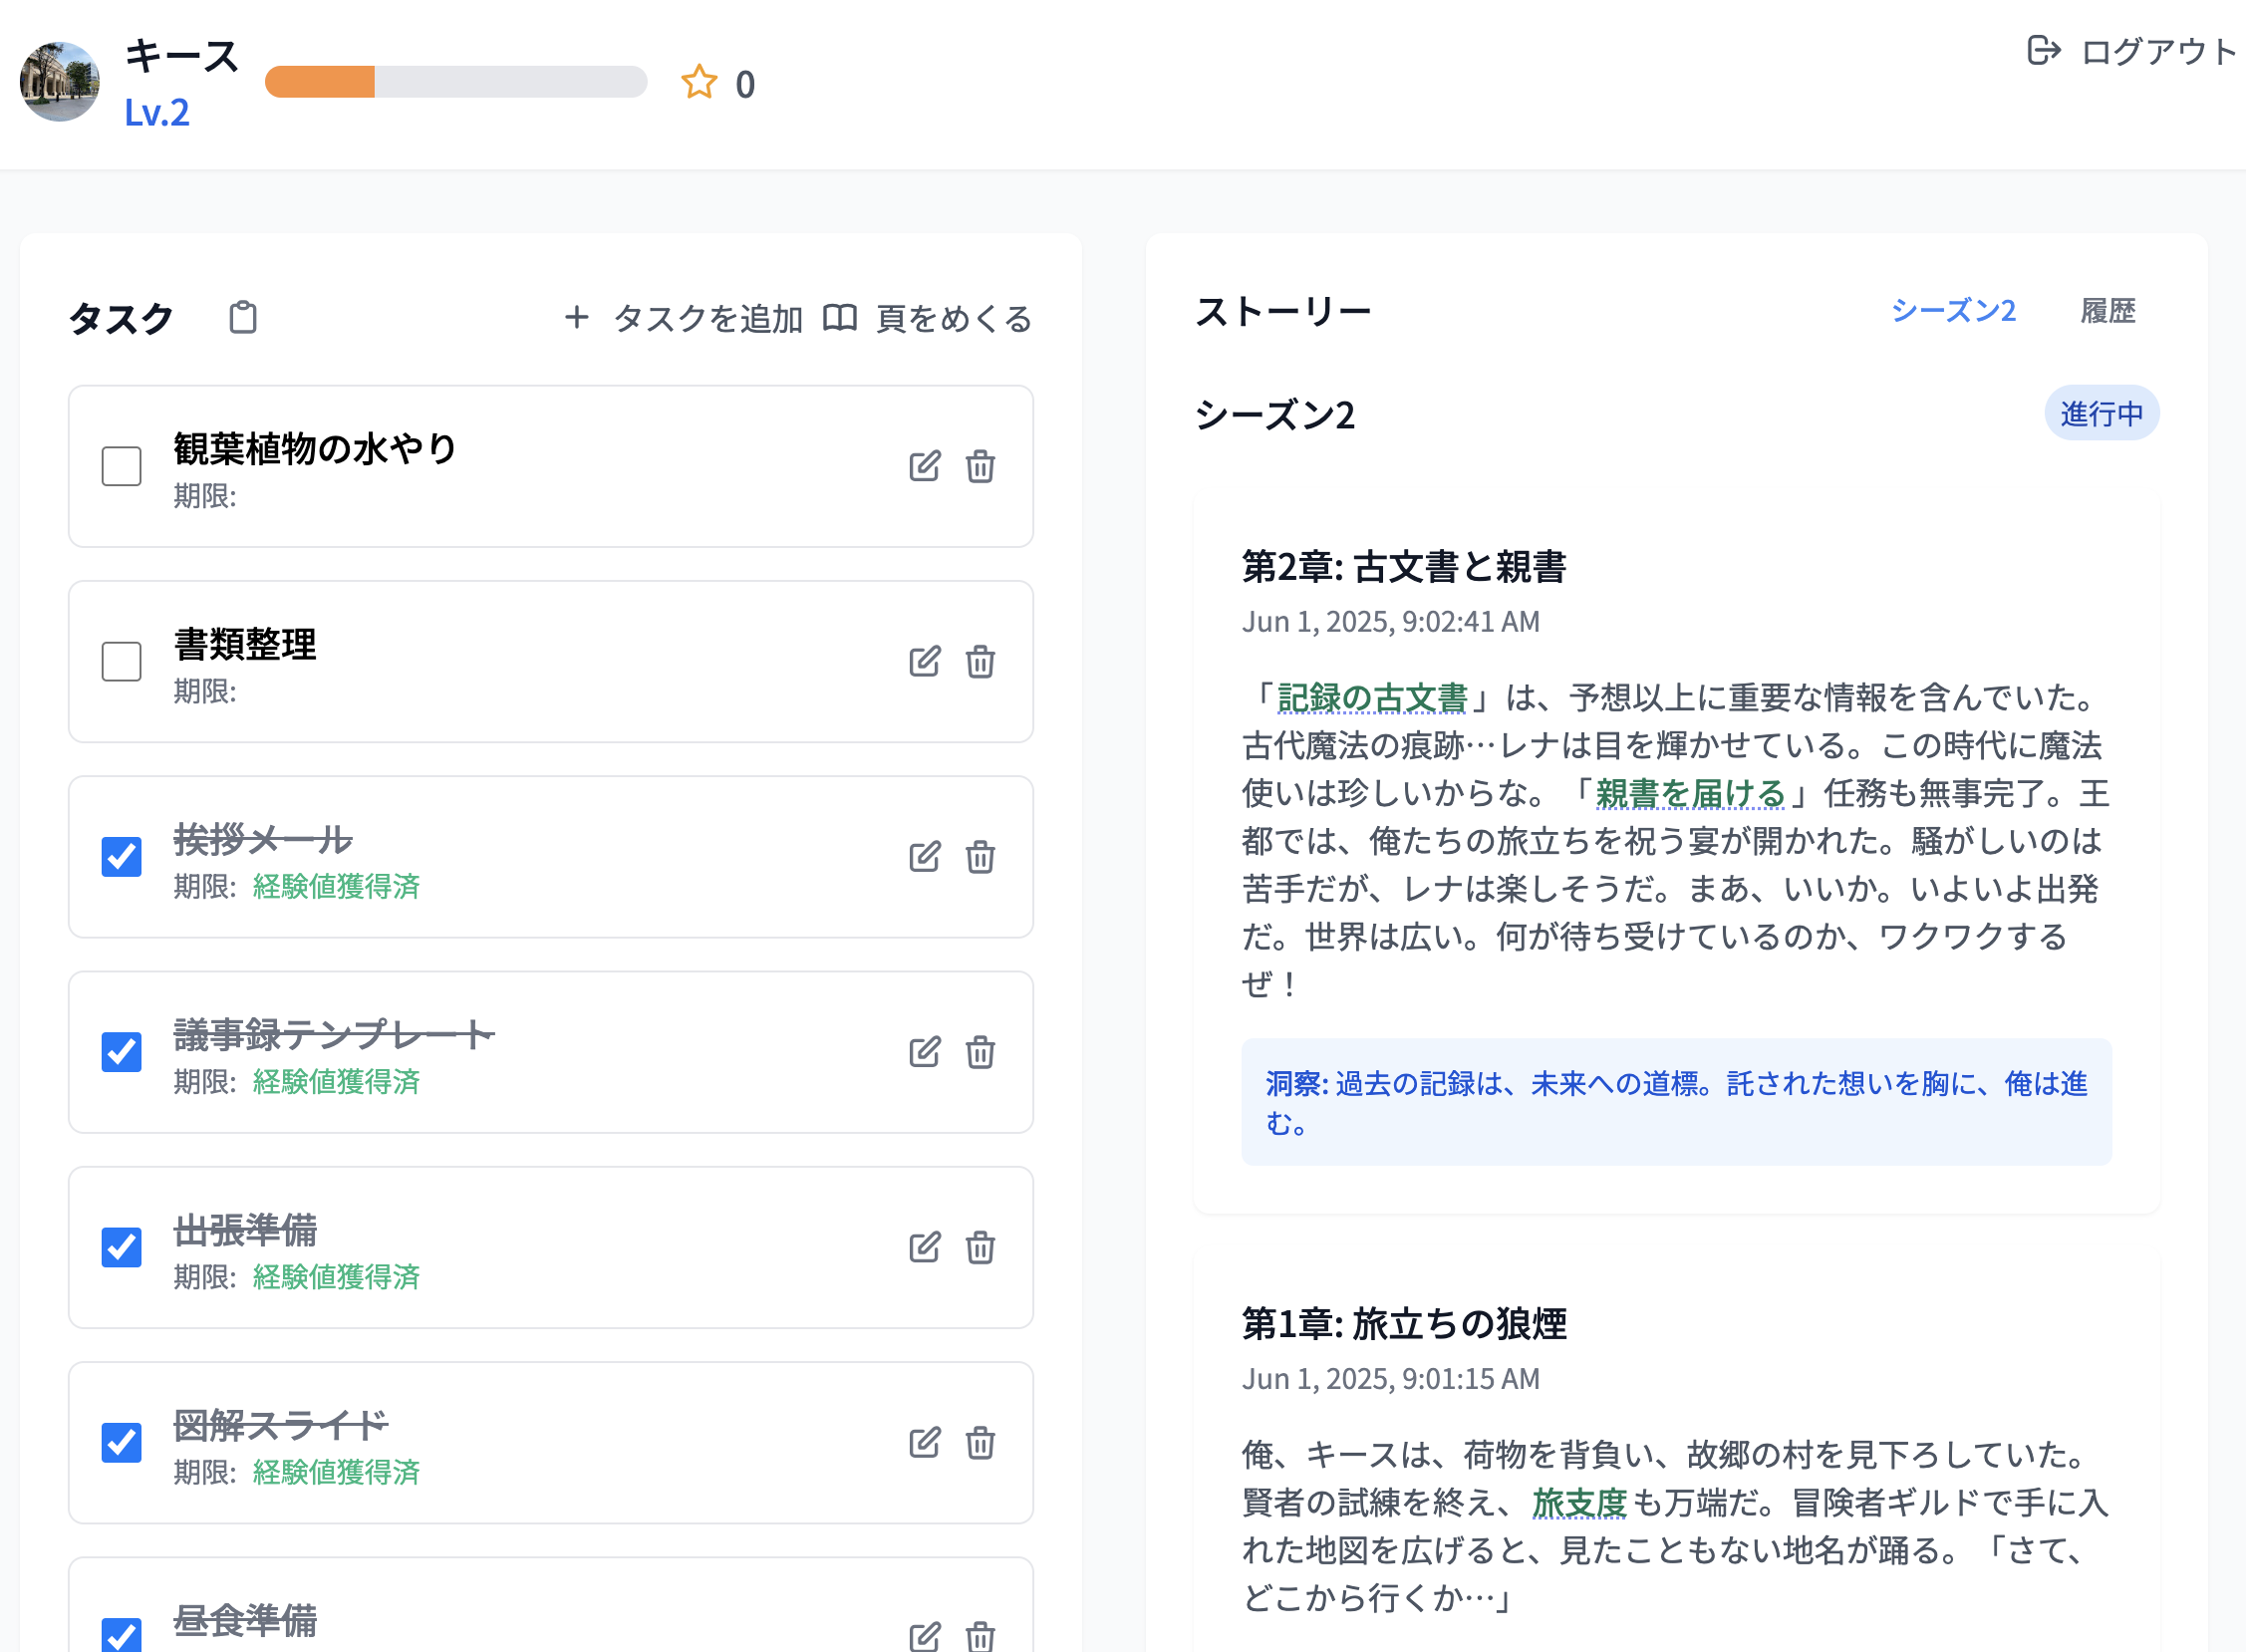 キース
Lv.2
0
ログアウト
タスク
タスクを追加
頁をめくる
観葉植物の水やり
期限:
書類整理
期限:
挨拶メール
期限: 経験値獲得済
議事録テンプレート
期限: 経験値獲得済
出張準備
期限: 経験値獲得済
図解スライド
期限: 経験値獲得済
昼食準備
ストーリー
シーズン2
履歴
シーズン2
進行中
第2章: 古文書と親書
Jun 1, 2025, 9:02:41 AM
「記録の古文書」は、予想以上に重要な情報を含んでいた。
古代魔法の痕跡…レナは目を輝かせている。この時代に魔法
使いは珍しいからな。「親書を届ける」任務も無事完了。王
都では、俺たちの旅立ちを祝う宴が開かれた。騒がしいのは
苦手だが、レナは楽しそうだ。まあ、いいか。いよいよ出発
だ。世界は広い。何が待ち受けているのか、ワクワクする
ぜ！
洞察: 過去の記録は、未来への道標。託された想いを胸に、俺は進
む。
第1章: 旅立ちの狼煙
Jun 1, 2025, 9:01:15 AM
俺、キースは、荷物を背負い、故郷の村を見下ろしていた。
賢者の試練を終え、旅支度も万端だ。冒険者ギルドで手に入
れた地図を広げると、見たこともない地名が踊る。「さて、
どこから行くか…」